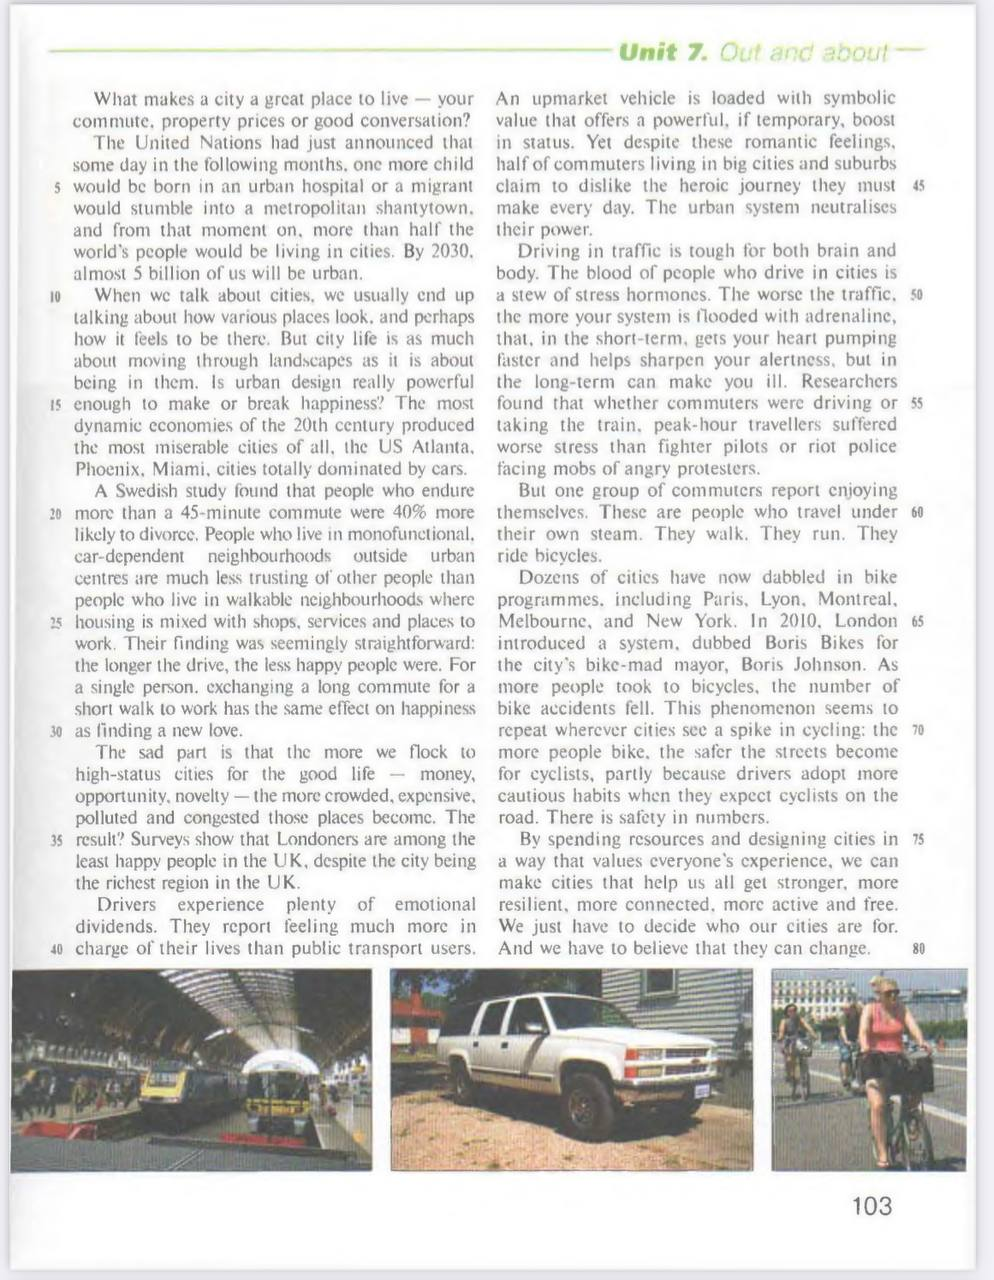 Unit 7. Out and about
What makes a city a great place to live — your
commute, property prices or good conversation?
The United Nations had just announced that
some day in the following months, one more child
5 would be born in an urban hospital or a migrant
would stumble into a metropolitan shantytown,
and from that moment on, more than half the
world's people would be living in cities. By 2030,
almost 5 billion of us will be urban.
10 When we talk about cities, we usually end up
talking about how various places look, and perhaps
how it feels to be there. But city life is as much
about moving through landscapes as it is about
being in them. Is urban design really powerful
15 enough to make or break happiness? The most
dynamic economies of the 20th century produced
the most miserable cities of all, the US Atlanta,
Phoenix, Miami, cities totally dominated by cars.
A Swedish study found that people who endure
20 more than a 45-minute commute were 40% more
likely to divorce. People who live in monofunctional,
car-dependent neighbourhoods outside urban
centres are much less trusting of other people than
people who live in walkable neighbourhoods where
25 housing is mixed with shops, services and places to
work. Their finding was seemingly straightforward:
the longer the drive, the less happy people were. For
a single person, exchanging a long commute for a
short walk to work has the same effect on happiness
30 as finding a new love.
The sad part is that the more we flock to
high-status cities for the good life — money,
opportunity, novelty — the more crowded, expensive,
polluted and congested those places become. The
35 result? Surveys show that Londoners are among the
least happy people in the UK, despite the city being
the richest region in the UK.
Drivers experience plenty of emotional
dividends. They report feeling much more in
40 charge of their lives than public transport users.
An upmarket vehicle is loaded with symbolic
value that offers a powerful, if temporary, boost
in status. Yet despite these romantic feelings,
half of commuters living in big cities and suburbs
claim to dislike the heroic journey they must 45
make every day. The urban system neutralises
their power.
Driving in traffic is tough for both brain and
body. The blood of people who drive in cities is
a stew of stress hormones. The worse the traffic, 50
the more your system is flooded with adrenaline,
that, in the short-term, gets your heart pumping
faster and helps sharpen your alertness, but in
the long-term can make you ill. Researchers
found that whether commuters were driving or 55
taking the train, peak-hour travellers suffered
worse stress than fighter pilots or riot police
facing mobs of angry protesters.
But one group of commuters report enjoying
themselves. These are people who travel under 60
their own steam. They walk. They run. They
ride bicycles.
Dozens of cities have now dabbled in bike
programmes, including Paris, Lyon, Montreal,
Melbourne, and New York. In 2010, London 65
introduced a system, dubbed Boris Bikes for
the city's bike-mad mayor, Boris Johnson. As
more people took to bicycles, the number of
bike accidents fell. This phenomenon seems to
repeat wherever cities see a spike in cycling: the 70
more people bike, the safer the streets become
for cyclists, partly because drivers adopt more
cautious habits when they expect cyclists on the
road. There is safety in numbers.
By spending resources and designing cities in 75
a way that values everyone's experience, we can
make cities that help us all get stronger, more
resilient, more connected, more active and free.
We just have to decide who our cities are for.
And we have to believe that they can change. 80
103